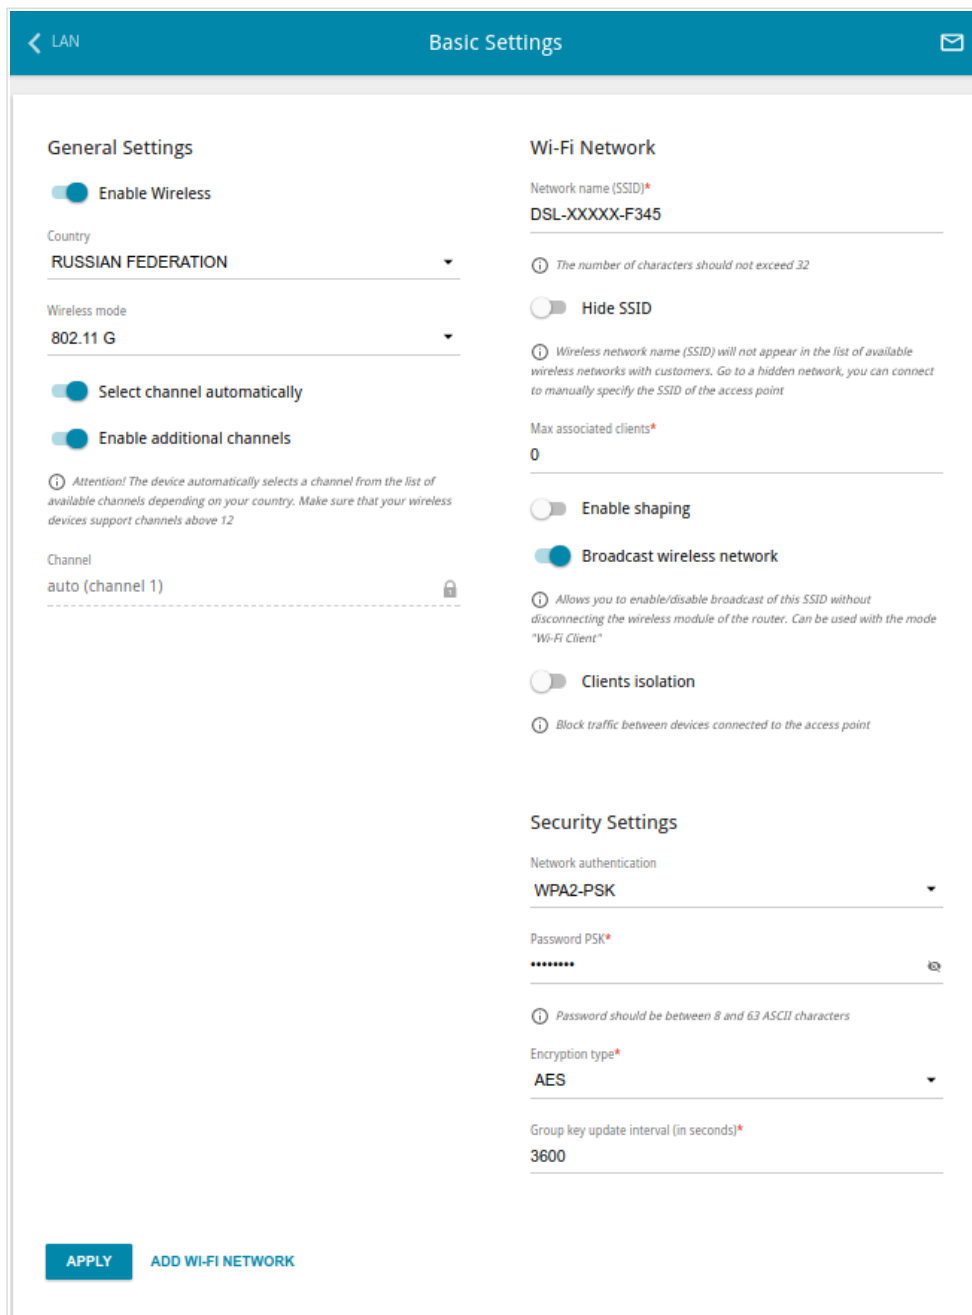 LAN
Basic Settings
General Settings
Enable Wireless
Country
RUSSIAN FEDERATION
Wireless mode
802.11 G
Select channel automatically
Enable additional channels
Attention! The device automatically selects a channel from the list of
available channels depending on your country. Make sure that your wireless
devices support channels above 12
Channel
auto (channel 1)
Wi-Fi Network
Network name (SSID)*
DSL-XXXXX-F345
The number of characters should not exceed 32
Hide SSID
Wireless network name (SSID) will not appear in the list of available
wireless networks with customers. Go to a hidden network, you can connect
to manually specify the SSID of the access point
Max associated clients*
0
Enable shaping
Broadcast wireless network
Allows you to enable/disable broadcast of this SSID without
disconnecting the wireless module of the router. Can be used with the mode
"Wi-Fi Client"
Clients isolation
Block traffic between devices connected to the access point
Security Settings
Network authentication
WPA2-PSK
Password PSK*
••••••••
Password should be between 8 and 63 ASCII characters
Encryption type*
AES
Group key update interval (in seconds)*
3600
APPLY
ADD WI-FI NETWORK